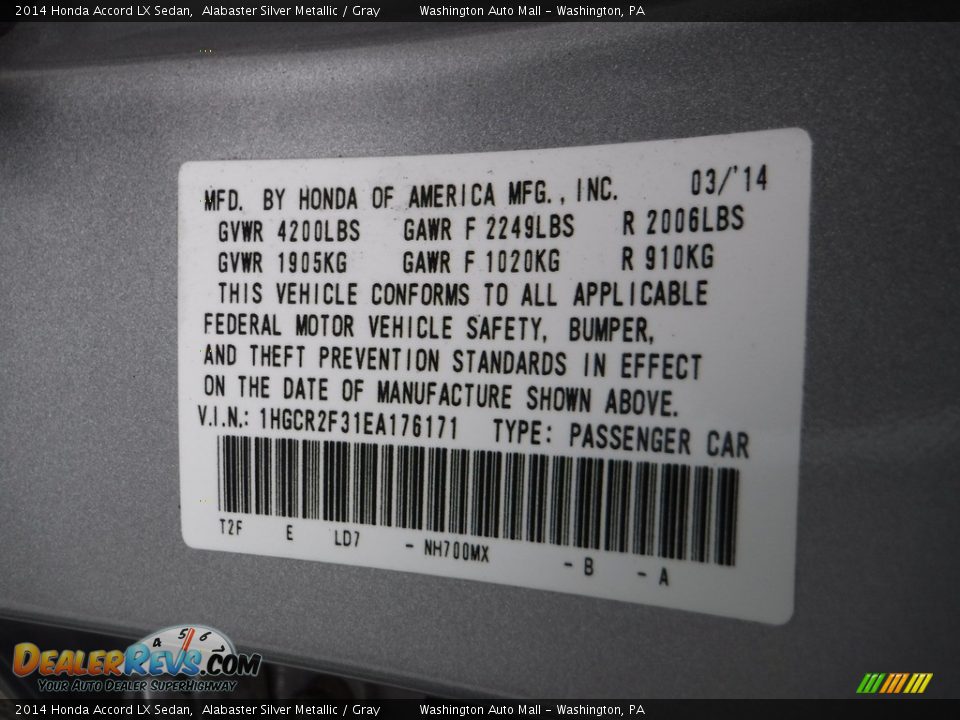 2014 Honda Accord LX Sedan, Alabaster Silver Metallic / Gray Washington Auto Mall - Washington, PA
MFD. BY HONDA OF AMERICA MFG., INC. 03/'14
GVWR 4200LBS GAWR F 2249LBS R 2006LBS
GVWR 1905KG GAWR F 1020KG R 910KG
THIS VEHICLE CONFORMS TO ALL APPLICABLE
FEDERAL MOTOR VEHICLE SAFETY, BUMPER,
AND THEFT PREVENTION STANDARDS IN EFFECT
ON THE DATE OF MANUFACTURE SHOWN ABOVE.
V.I.N.: 1HGCR2F31EA176171 TYPE: PASSENGER CAR
T2F E LD7 - NH700MX - B - A
4 5 6
DEALERREVS.COM
YOUR AUTO DEALER SUPERHIGHWAY
2014 Honda Accord LX Sedan, Alabaster Silver Metallic / Gray Washington Auto Mall - Washington, PA